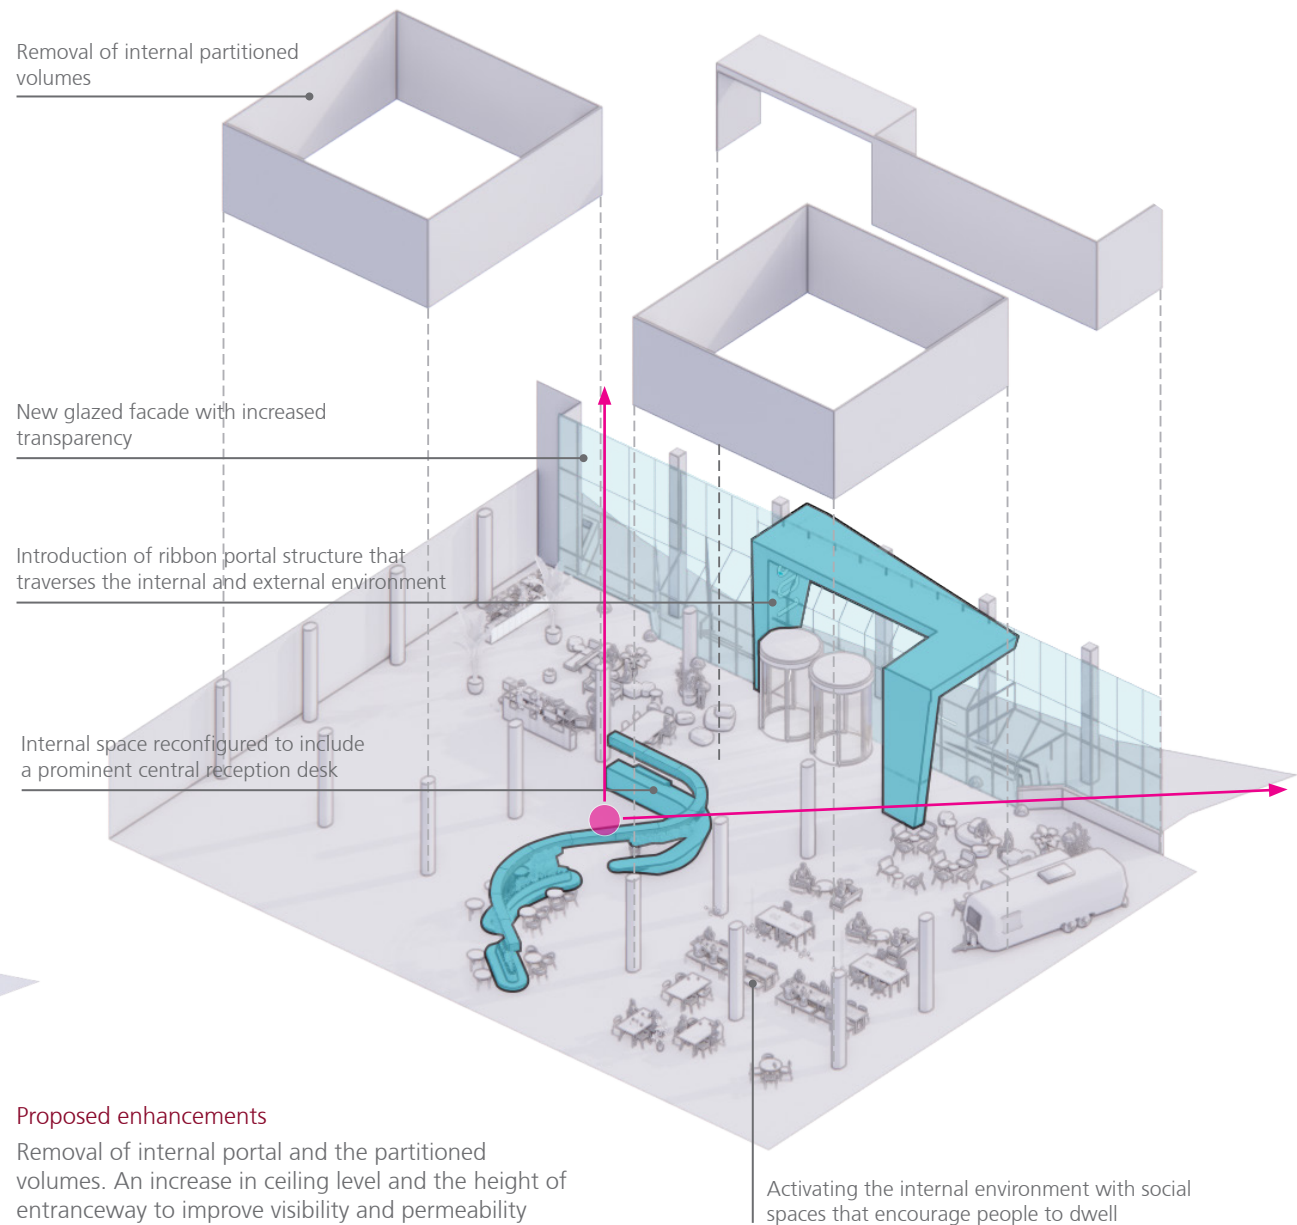 Removal of internal partitioned
volumes
New glazed facade with increased
transparency
Introduction of ribbon portal structure that
traverses the internal and external environment
Internal space reconfigured to include
a prominent central reception desk
Proposed enhancements
Removal of internal portal and the partitioned
volumes. An increase in ceiling level and the height of
entranceway to improve visibility and permeability
Activating the internal environment with social
spaces that encourage people to dwell